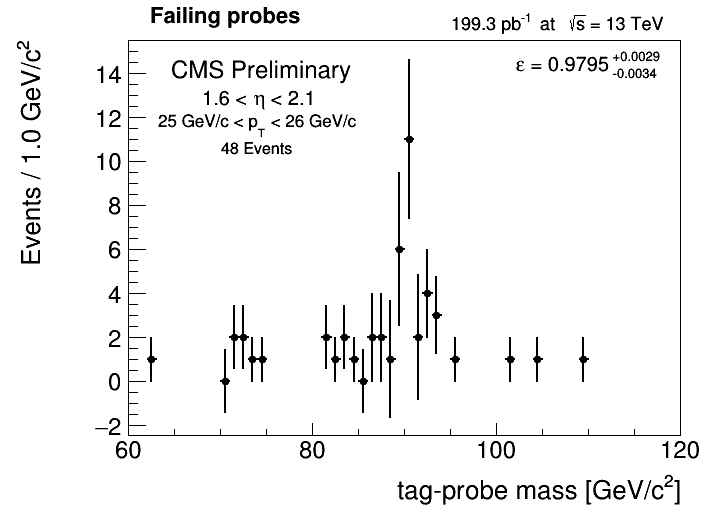 Failing probes
199.3 pb⁻¹ at √s = 13 TeV
CMS Preliminary
ε = 0.9795 +0.0029 -0.0034
1.6 < η < 2.1
25 GeV/c < p_T < 26 GeV/c
48 Events
Events / 1.0 GeV/c²
14
12
10
8
6
4
2
0
−2
60 80 100 120
tag-probe mass [GeV/c²]